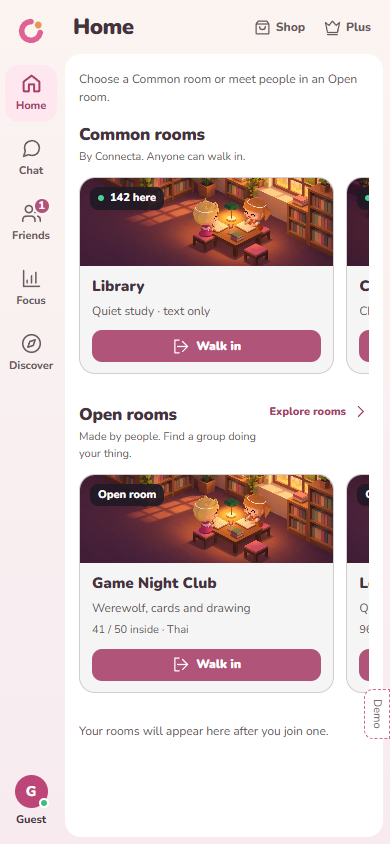 Home
Shop
Plus
Home
Chat
1
Friends
Focus
Discover
Choose a Common room or meet people in an Open
room.
Common rooms
By Connecta. Anyone can walk in.
142 here
Library
Quiet study · text only
Walk in
Open rooms
Explore rooms
Made by people. Find a group doing
your thing.
Open room
Game Night Club
Werewolf, cards and drawing
41 / 50 inside · Thai
Walk in
Demo
Your rooms will appear here after you join one.
G
Guest